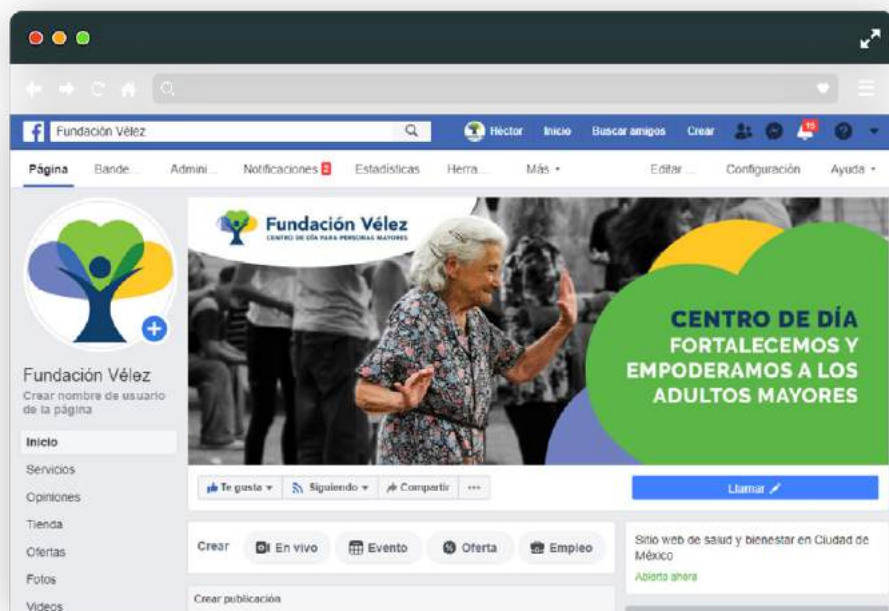 Fundación Vélez
Héctor
Inicio
Buscar amigos
Crear
15
Página
Bande...
Admini...
Notificaciones 2
Estadísticas
Herra...
Más
Editar ...
Configuración
Ayuda
Fundación Vélez
CENTRO DE DÍA PARA PERSONAS MAYORES
CENTRO DE DÍA
FORTALECEMOS Y
EMPODERAMOS A LOS
ADULTOS MAYORES
Fundación Vélez
Crear nombre de usuario
de la página
Inicio
Servicios
Opiniones
Tienda
Ofertas
Fotos
Videos
Te gusta
Siguiendo
Compartir
Llamar
Crear
En vivo
Evento
Oferta
Empleo
Sitio web de salud y bienestar en Ciudad de
México
Abierto ahora
Crear publicación